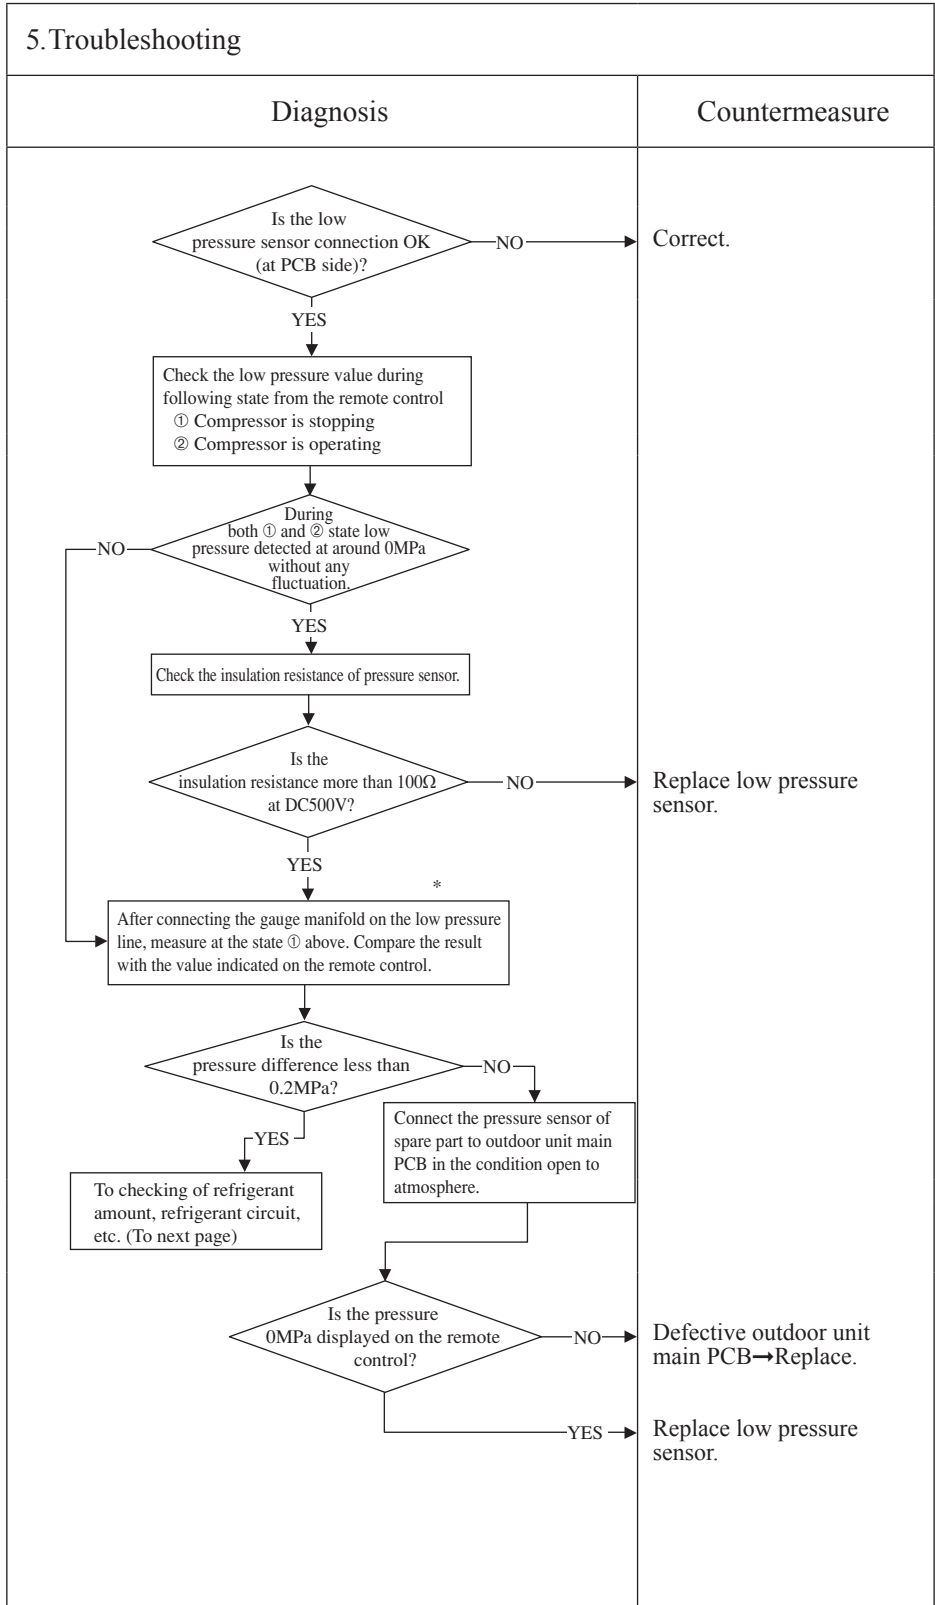 5.Troubleshooting
Diagnosis
Countermeasure
Is the low
pressure sensor connection OK
(at PCB side)?
NO
Correct.
YES
Check the low pressure value during
following state from the remote control
① Compressor is stopping
② Compressor is operating
During
both ① and ② state low
pressure detected at around 0MPa
without any
fluctuation.
NO
YES
Check the insulation resistance of pressure sensor.
Is the
insulation resistance more than 100Ω
at DC500V?
NO
Replace low pressure
sensor.
YES
*
After connecting the gauge manifold on the low pressure
line, measure at the state ① above. Compare the result
with the value indicated on the remote control.
Is the
pressure difference less than
0.2MPa?
NO
YES
Connect the pressure sensor of
spare part to outdoor unit main
PCB in the condition open to
atmosphere.
To checking of refrigerant
amount, refrigerant circuit,
etc. (To next page)
Is the pressure
0MPa displayed on the remote
control?
NO
Defective outdoor unit
main PCB→Replace.
YES
Replace low pressure
sensor.